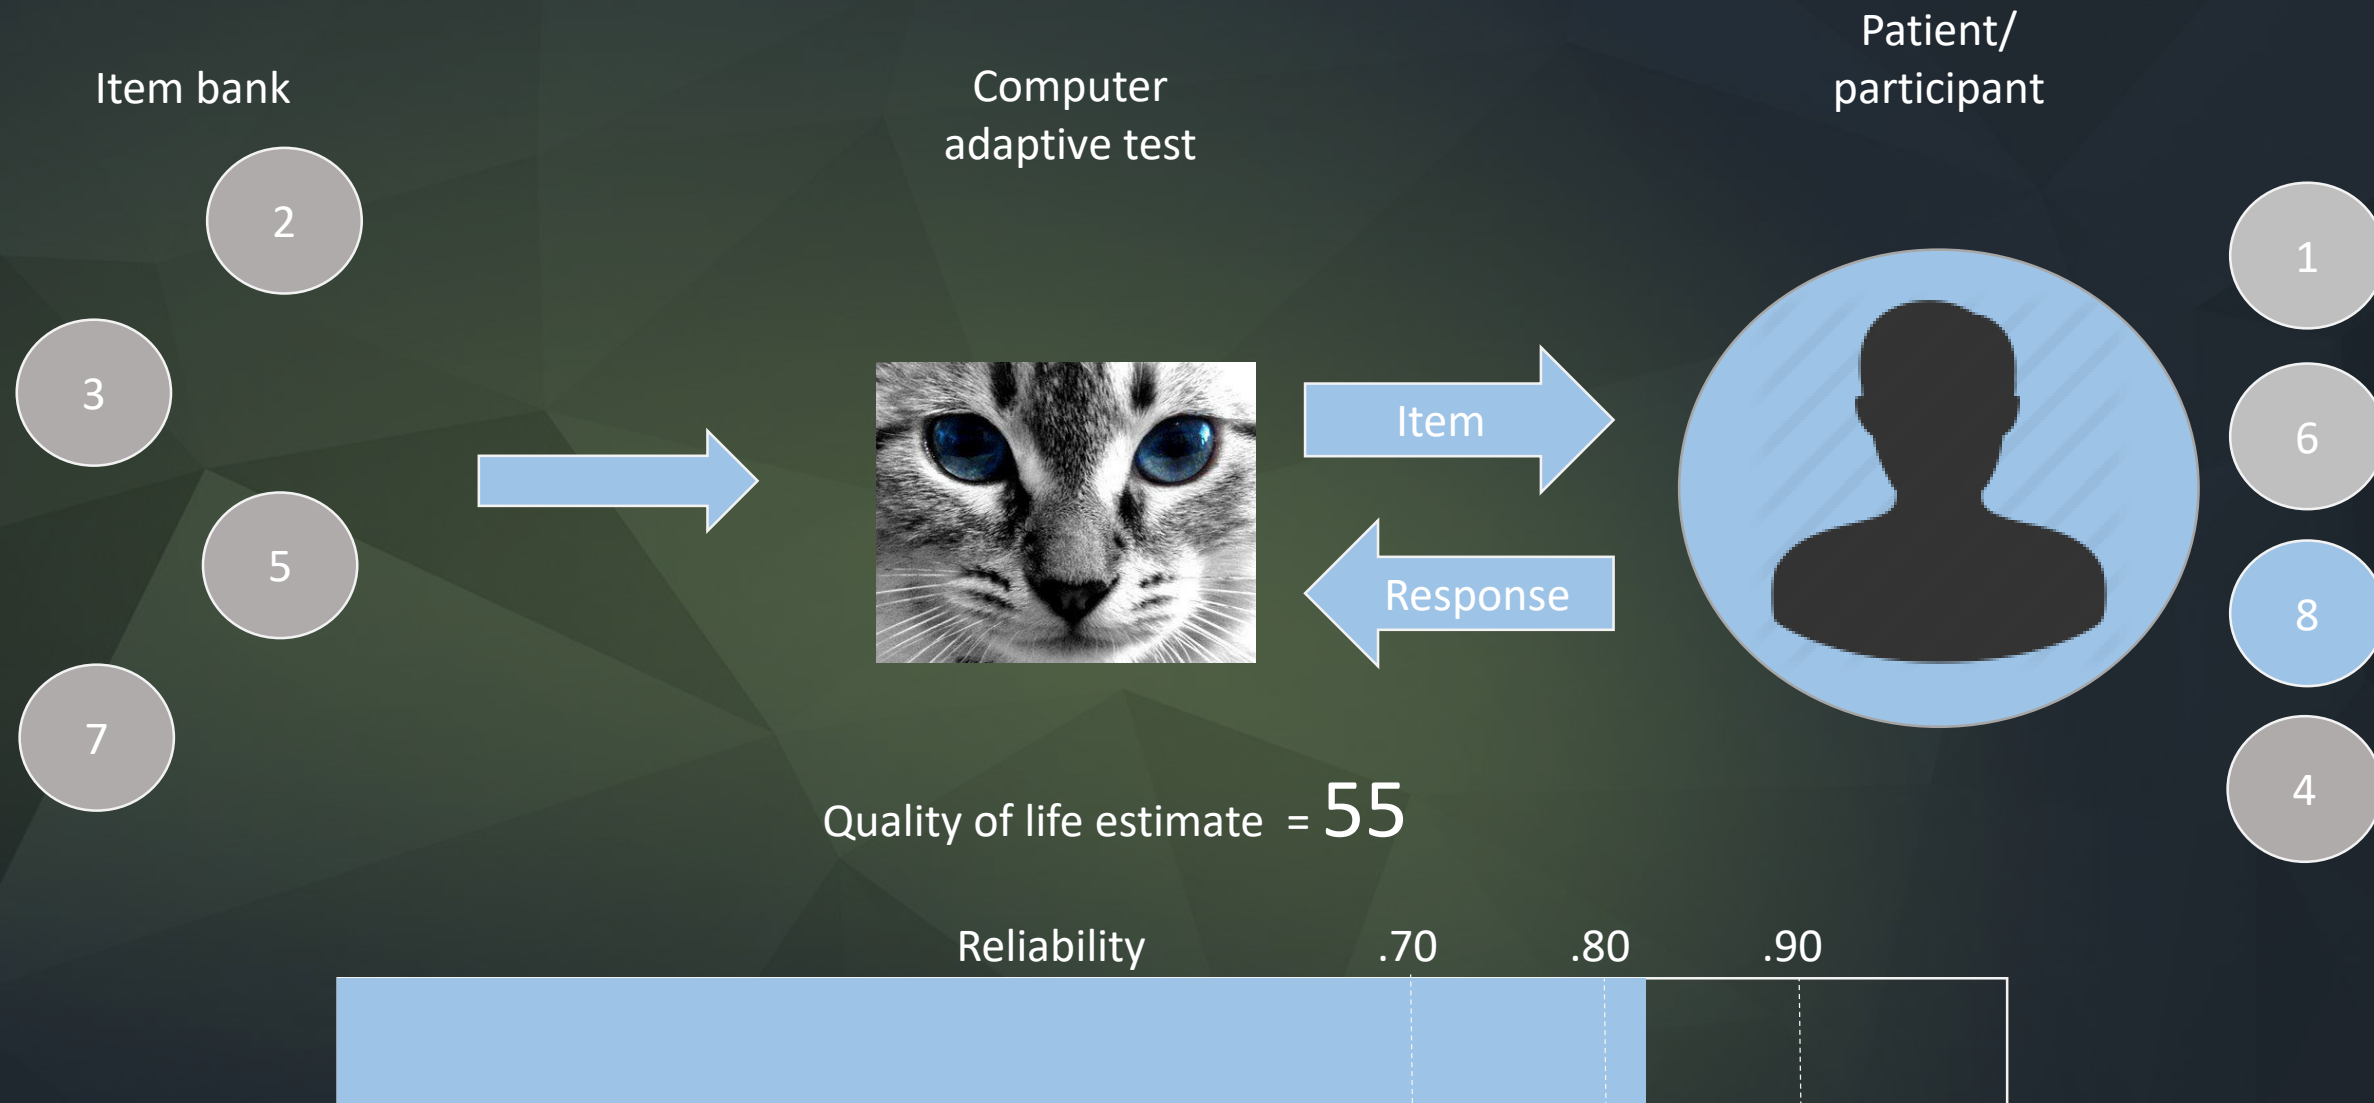 Item bank
Computer
adaptive test
Patient/
participant
2
3
5
7
Item
Response
1
6
8
4
Quality of life estimate = 55
Reliability .70 .80 .90